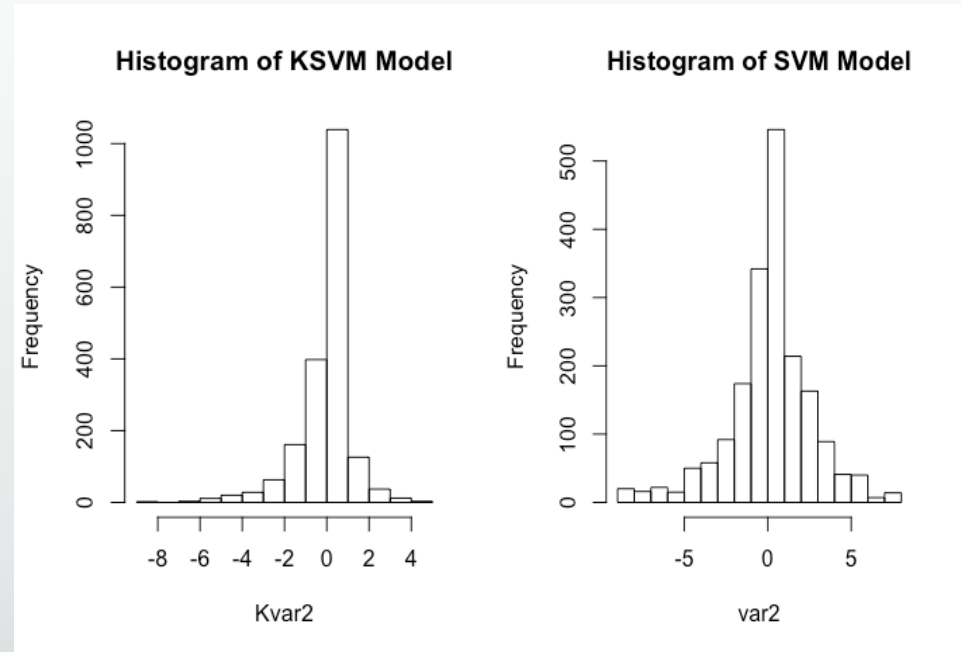 Histogram of KSVM Model
Frequency
0
200
400
600
800
1000
-8 -6 -4 -2 0 2 4
Kvar2
Histogram of SVM Model
Frequency
0
100
200
300
400
500
-5 0 5
var2